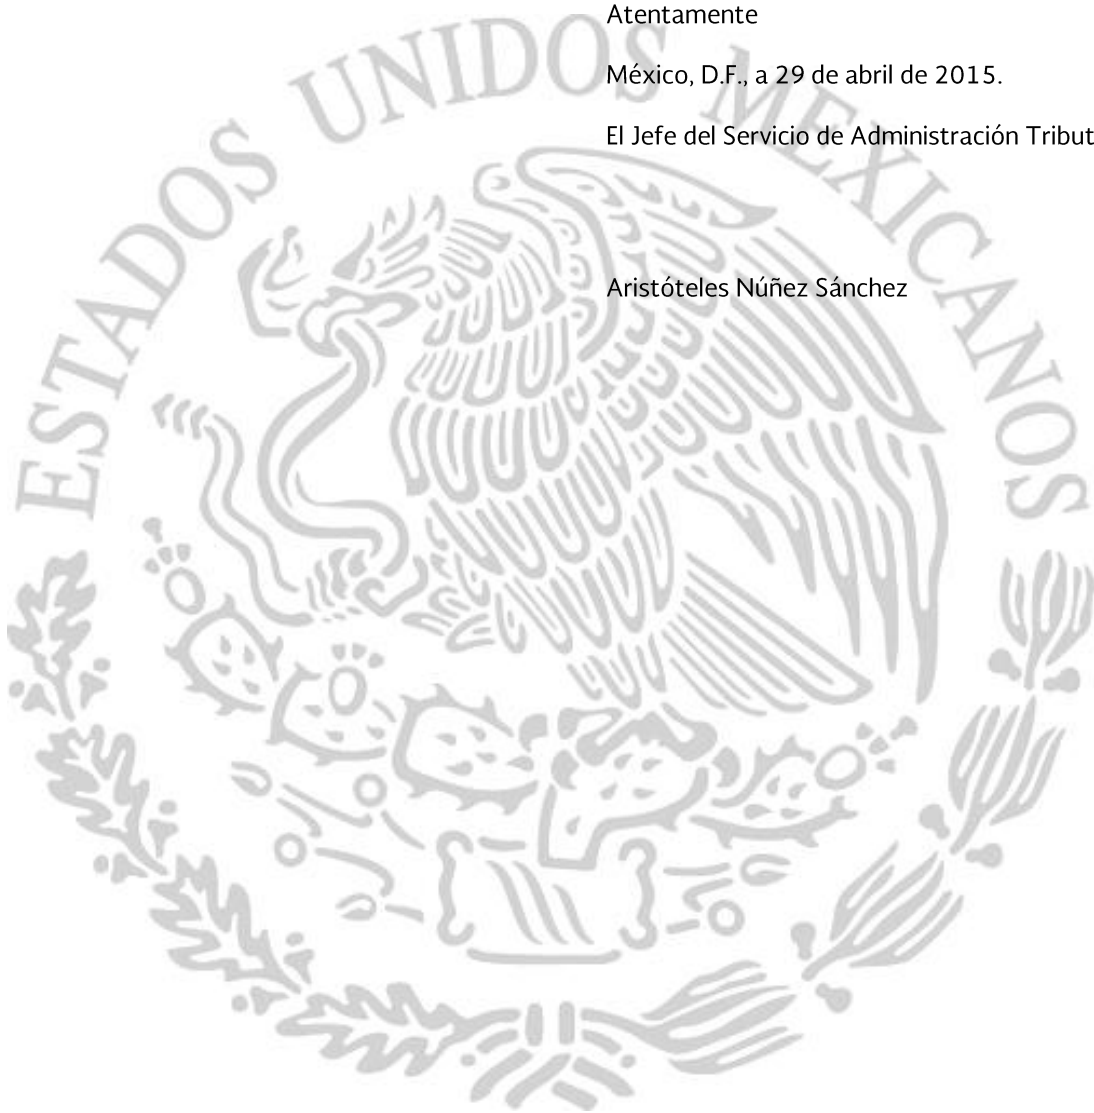 Atentamente
México, D.F., a 29 de abril de 2015.
El Jefe del Servicio de Administración Tribut
Aristóteles Núñez Sánchez
ESTADOS UNIDOS MEXICANOS